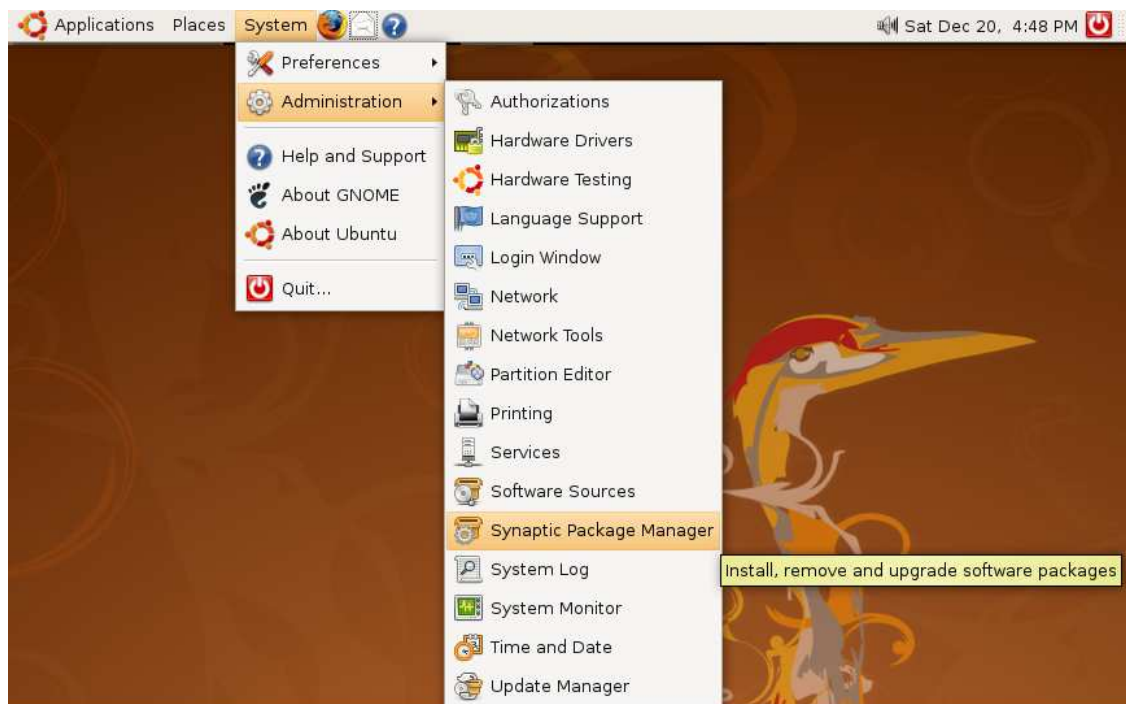 Applications Places System Sat Dec 20, 4:48 PM
Preferences
Administration
Help and Support
About GNOME
About Ubuntu
Quit...
Authorizations
Hardware Drivers
Hardware Testing
Language Support
Login Window
Network
Network Tools
Partition Editor
Printing
Services
Software Sources
Synaptic Package Manager
Install, remove and upgrade software packages
System Log
System Monitor
Time and Date
Update Manager